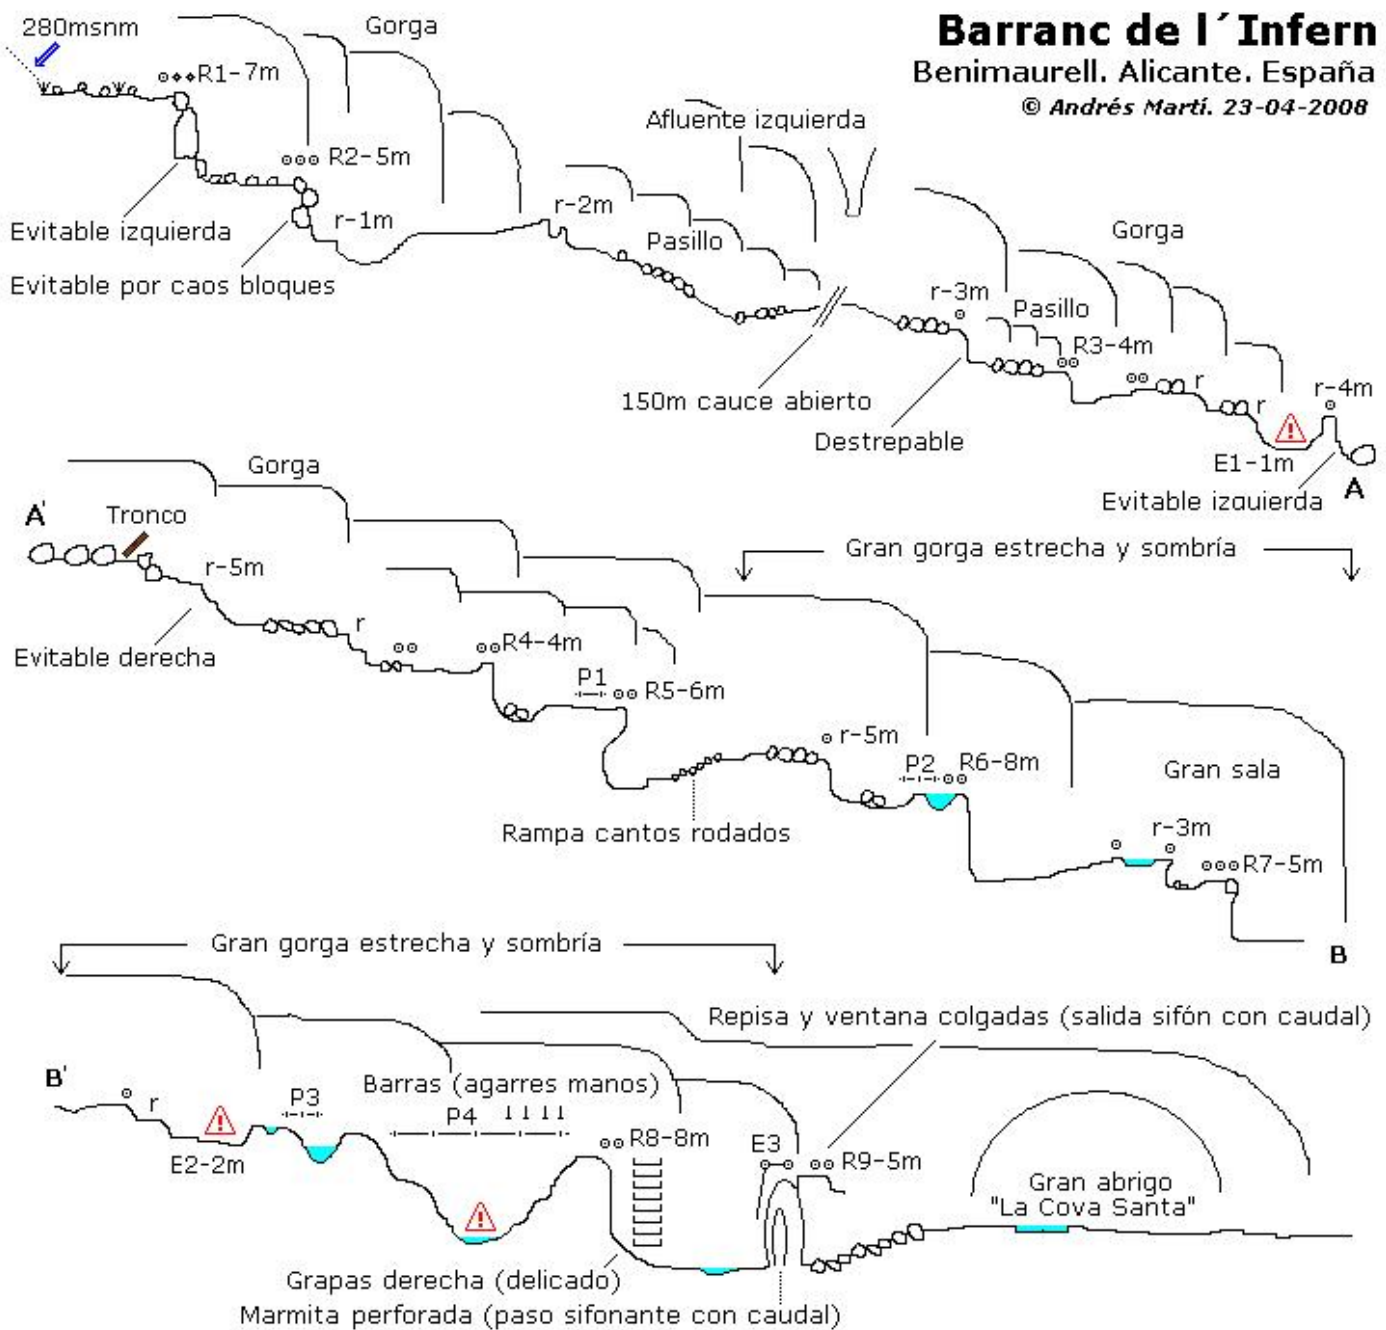 Barranc de l´Infern
Benimaurell. Alicante. España
© Andrés Martí. 23-04-2008
280msnm
Gorga
R1-7m
R2-5m
Evitable izquierda
r-1m
Evitable por caos bloques
r-2m
Pasillo
Afluente izquierda
150m cauce abierto
r-3m
Destrepable
Pasillo
R3-4m
Gorga
r
r
E1-1m
r-4m
Evitable izquierda
A
A'
Tronco
Gorga
r-5m
Evitable derecha
r
R4-4m
P1
R5-6m
Rampa cantos rodados
Gran gorga estrecha y sombría
r-5m
P2
R6-8m
Gran sala
r-3m
R7-5m
B
Gran gorga estrecha y sombría
B'
r
E2-2m
P3
Barras (agarres manos)
P4
R8-8m
Grapas derecha (delicado)
Marmita perforada (paso sifonante con caudal)
E3
R9-5m
Repisa y ventana colgadas (salida sifón con caudal)
Gran abrigo
"La Cova Santa"